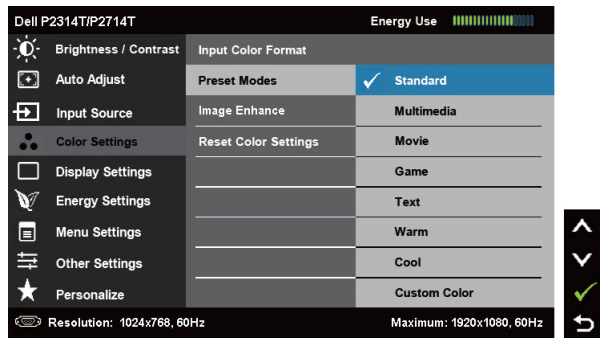 Dell P2314T/P2714T Energy Use
Brightness / Contrast Input Color Format
Auto Adjust Preset Modes Standard
Input Source Image Enhance Multimedia
Color Settings Reset Color Settings Movie
Display Settings Game
Energy Settings Text
Menu Settings Warm
Other Settings Cool
Personalize Custom Color
Resolution: 1024x768, 60Hz Maximum: 1920x1080, 60Hz